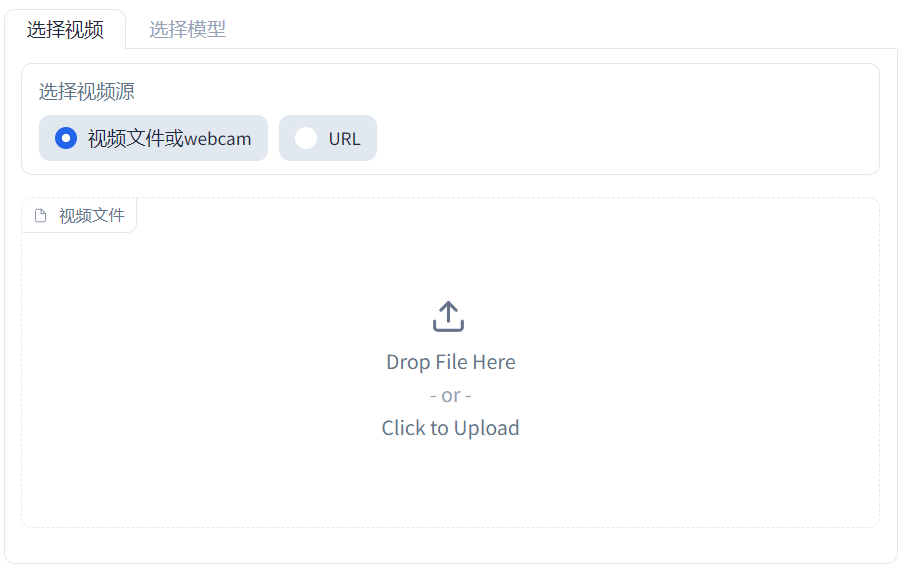 选择视频 选择模型
选择视频源
视频文件或webcam URL
视频文件
Drop File Here
- or -
Click to Upload